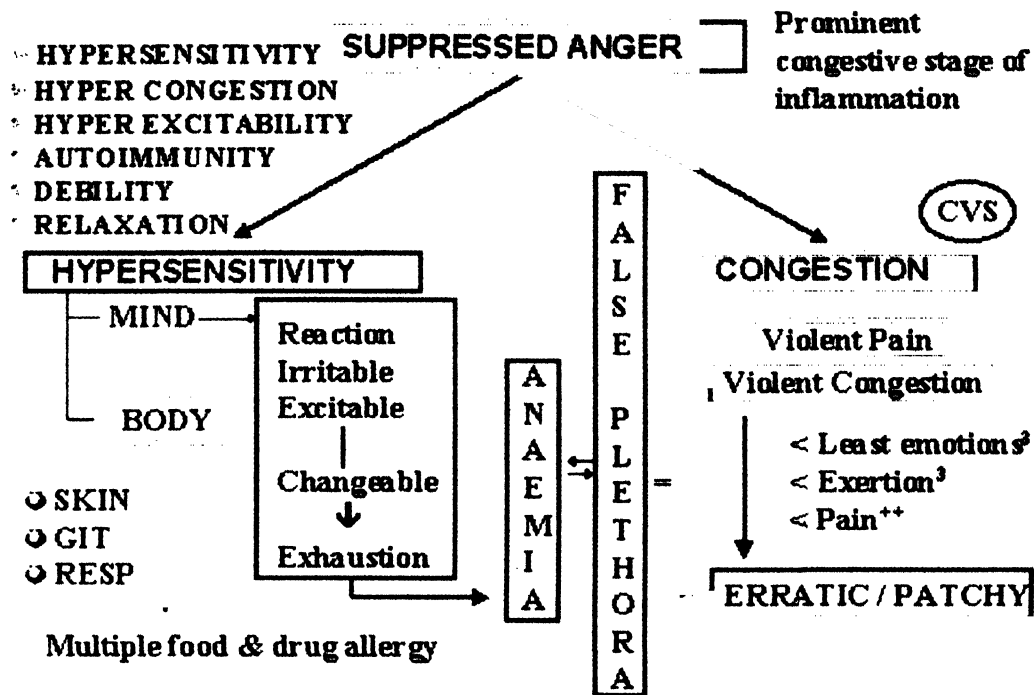 SUPPRESSED ANGER
Prominent
congestive stage of
inflammation
HYPERSENSITIVITY
HYPER CONGESTION
HYPER EXCITABILITY
AUTOIMMUNITY
DEBILITY
RELAXATION
HYPERSENSITIVITY
MIND
BODY
Reaction
Irritable
Excitable
Changeable
Exhaustion
SKIN
GIT
RESP
Multiple food & drug allergy
ANAEMIA
FALSE PLETHORA
=
CVS
CONGESTION
Violent Pain
Violent Congestion
< Least emotions³
< Exertion³
< Pain⁺⁺
ERRATIC / PATCHY